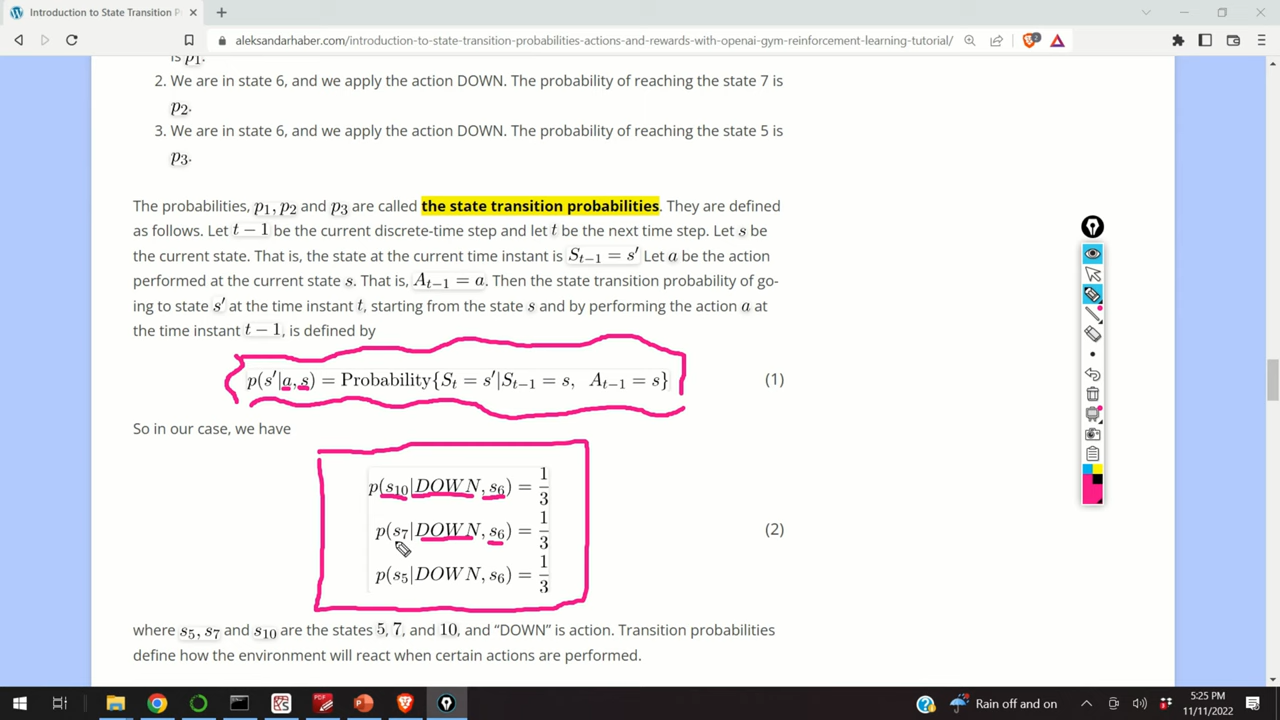 Introduction to State Transition P
aleksandarhaber.com/introduction-to-state-transition-probabilities-actions-and-rewards-with-openai-gym-reinforcement-learning-tutorial/
2
is p₁.
2. We are in state 6, and we apply the action DOWN. The probability of reaching the state 7 is
p₂.
3. We are in state 6, and we apply the action DOWN. The probability of reaching the state 5 is
p₃.
The probabilities, p₁, p₂ and p₃ are called the state transition probabilities. They are defined
as follows. Let t − 1 be the current discrete-time step and let t be the next time step. Let s be
the current state. That is, the state at the current time instant is Sₜ₋₁ = s′ Let a be the action
performed at the current state s. That is, Aₜ₋₁ = a. Then the state transition probability of go-
ing to state s′ at the time instant t, starting from the state s and by performing the action a at
the time instant t − 1, is defined by
p(s′|a, s) = Probability{Sₜ = s′|Sₜ₋₁ = s, Aₜ₋₁ = s} (1)
So in our case, we have
p(s₁₀|DOWN, s₆) = 1/3
p(s₇|DOWN, s₆) = 1/3 (2)
p(s₅|DOWN, s₆) = 1/3
where s₅, s₇ and s₁₀ are the states 5, 7, and 10, and “DOWN” is action. Transition probabilities
define how the environment will react when certain actions are performed.
Rain off and on
5:25 PM
11/11/2022